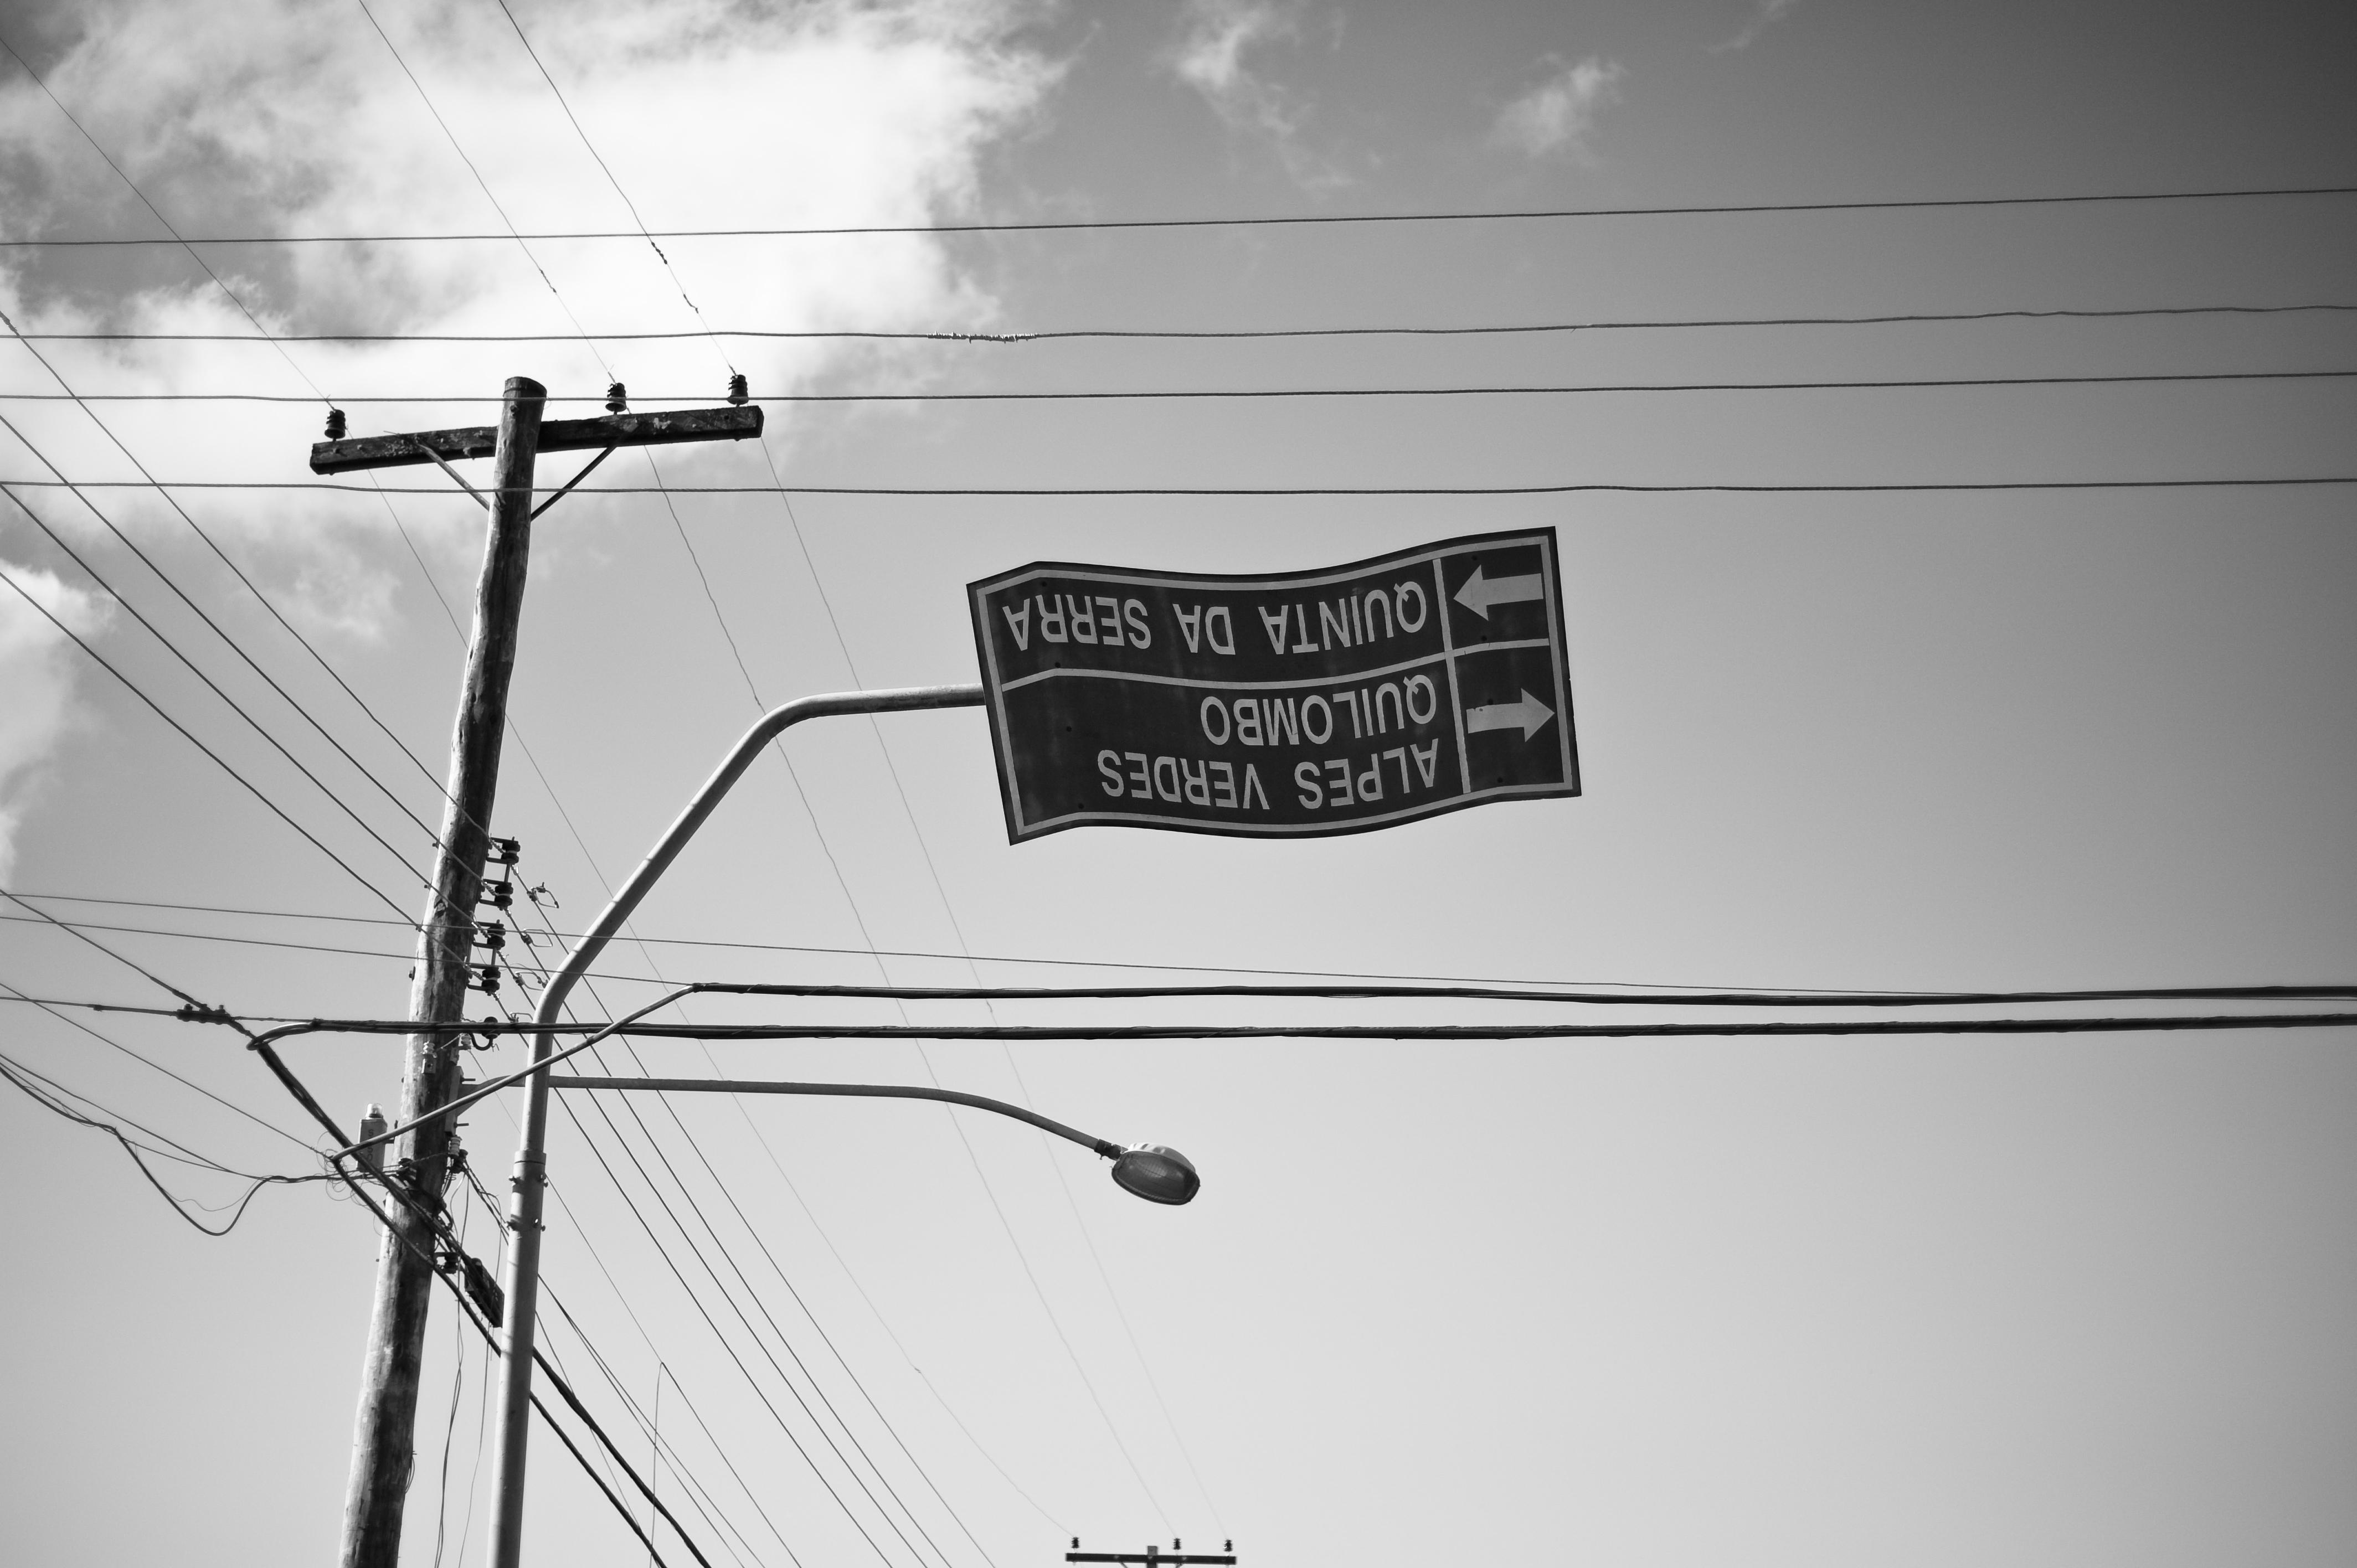 ALPES VERDES
QUILOMBO
QUINTA DA SERRA